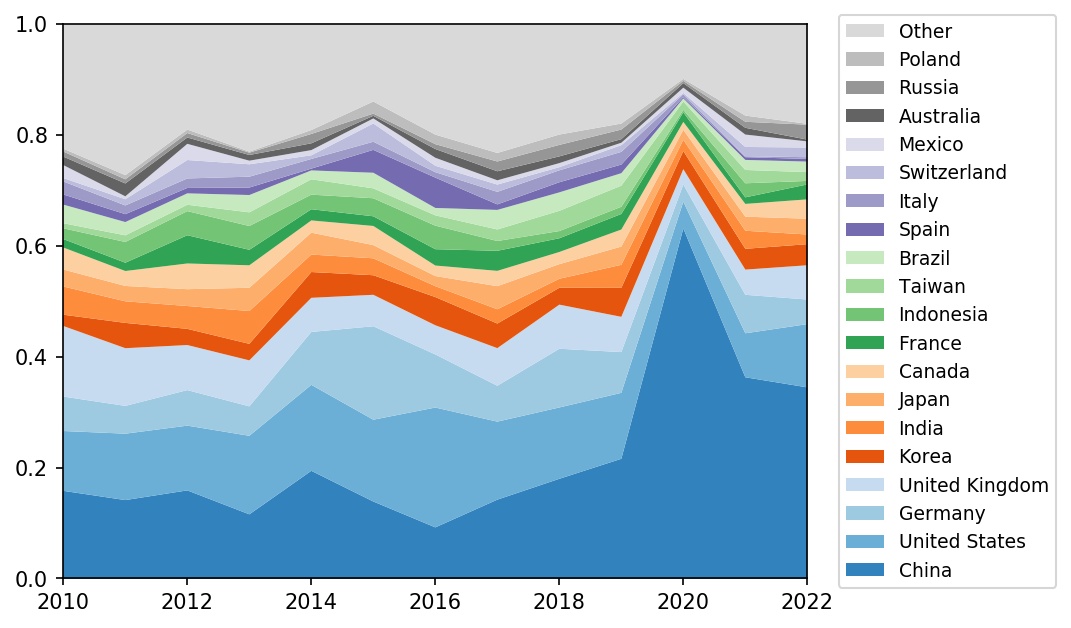 1.0
0.8
0.6
0.4
0.2
0.0
2010 2012 2014 2016 2018 2020 2022
Other
Poland
Russia
Australia
Mexico
Switzerland
Italy
Spain
Brazil
Taiwan
Indonesia
France
Canada
Japan
India
Korea
United Kingdom
Germany
United States
China